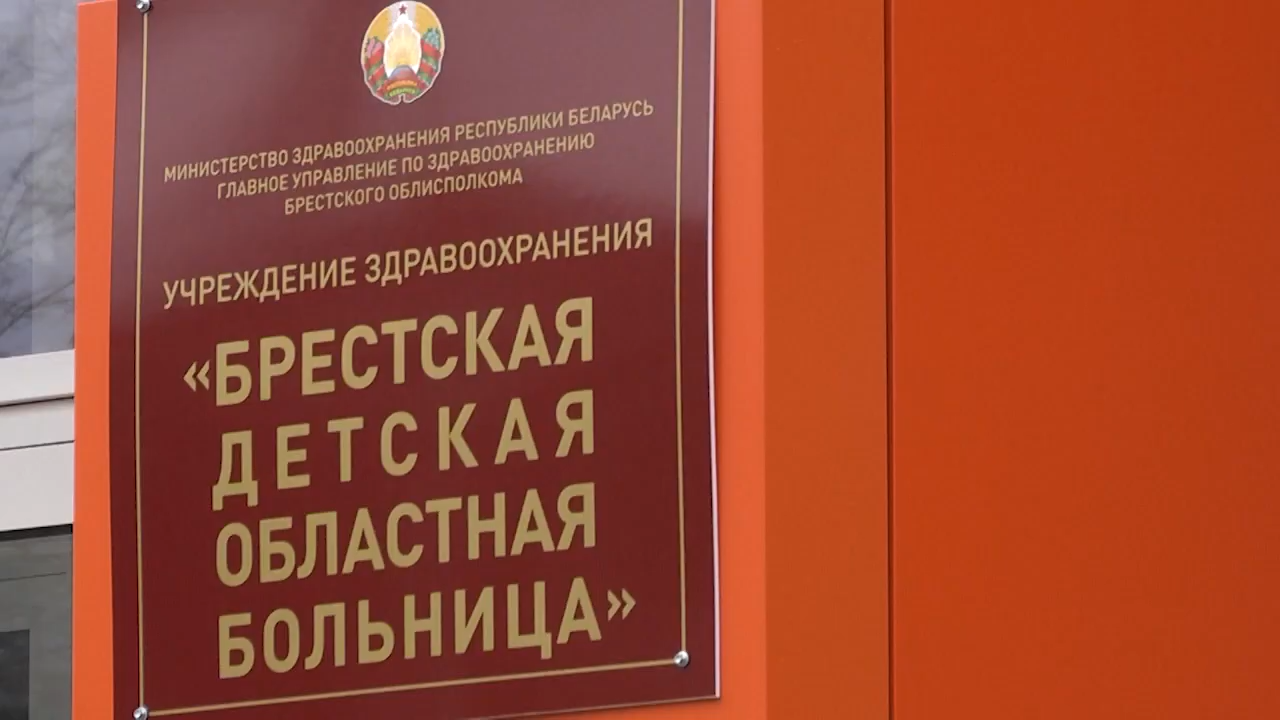 МИНИСТЕРСТВО ЗДРАВООХРАНЕНИЯ РЕСПУБЛИКИ БЕЛАРУСЬ
ГЛАВНОЕ УПРАВЛЕНИЕ ПО ЗДРАВООХРАНЕНИЮ
БРЕСТСКОГО ОБЛИСПОЛКОМА
УЧРЕЖДЕНИЕ ЗДРАВООХРАНЕНИЯ
«БРЕСТСКАЯ
ДЕТСКАЯ
ОБЛАСТНАЯ
БОЛЬНИЦА»